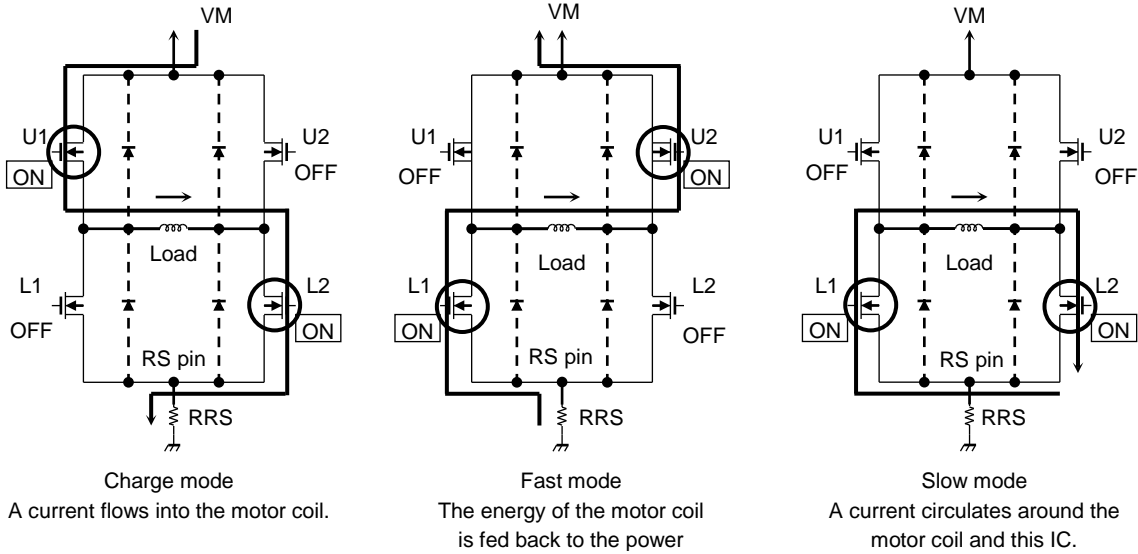 VM
U1
ON
U2
OFF
Load
L1
OFF
L2
ON
RS pin
RRS
Charge mode
A current flows into the motor coil.
VM
U1
OFF
U2
ON
Load
L1
ON
L2
OFF
RS pin
RRS
Fast mode
The energy of the motor coil
is fed back to the power
VM
U1
OFF
U2
OFF
Load
L1
ON
L2
ON
RS pin
RRS
Slow mode
A current circulates around the
motor coil and this IC.